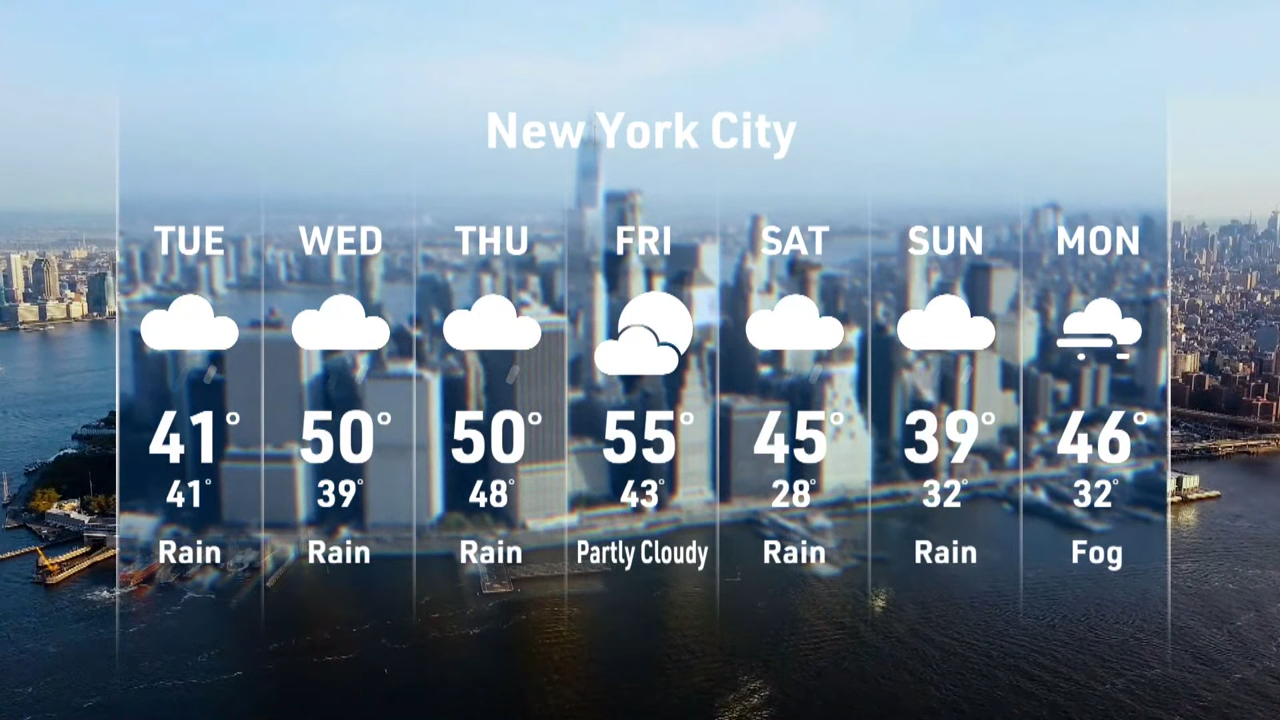 New York City
TUE WED THU FRI SAT SUN MON
41° 50° 50° 55° 45° 39° 46°
41° 39° 48° 43° 28° 32° 32°
Rain Rain Rain Partly Cloudy Rain Rain Fog